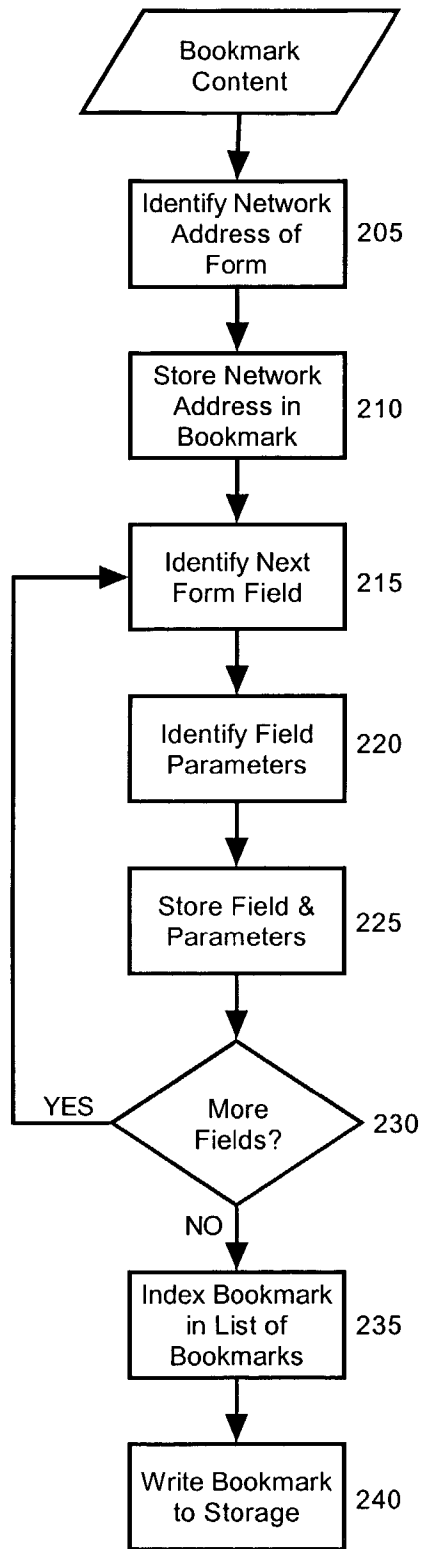 Bookmark
Content
Identify Network
Address of
Form
205
Store Network
Address in
Bookmark
210
Identify Next
Form Field
215
Identify Field
Parameters
220
Store Field &
Parameters
225
YES
More
Fields?
230
NO
Index Bookmark
in List of
Bookmarks
235
Write Bookmark
to Storage
240